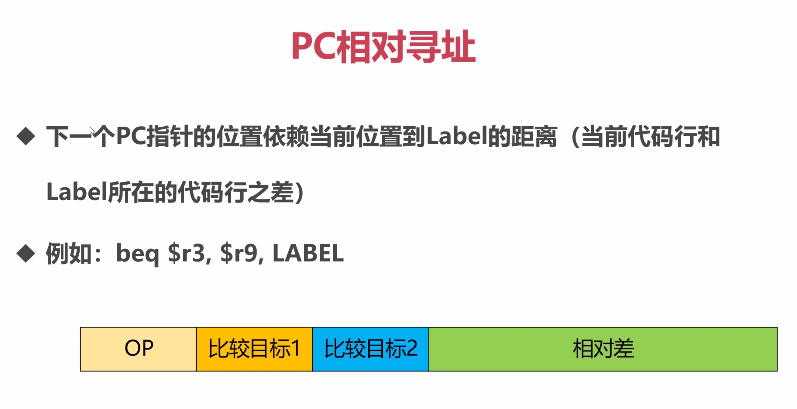 PC相对寻址
◆ 下一个PC指针的位置依赖当前位置到Label的距离（当前代码行和
Label所在的代码行之差）
◆ 例如：beq $r3, $r9, LABEL
OP 比较目标1 比较目标2 相对差